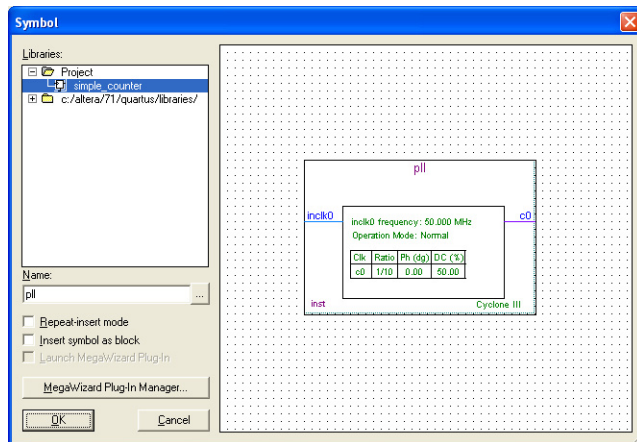 Symbol
Libraries:
Project
simple_counter
c:/altera/71/quartus/libraries/
Name:
pll
...
Repeat-insert mode
Insert symbol as block
Launch MegaWizard Plug-In
MegaWizard Plug-In Manager...
OK
Cancel
pll
inclk0
c0
inclk0 frequency: 50.000 MHz
Operation Mode: Normal
Clk Ratio Ph (dg) DC (%)
c0 1/10 0.00 50.00
inst
Cyclone III